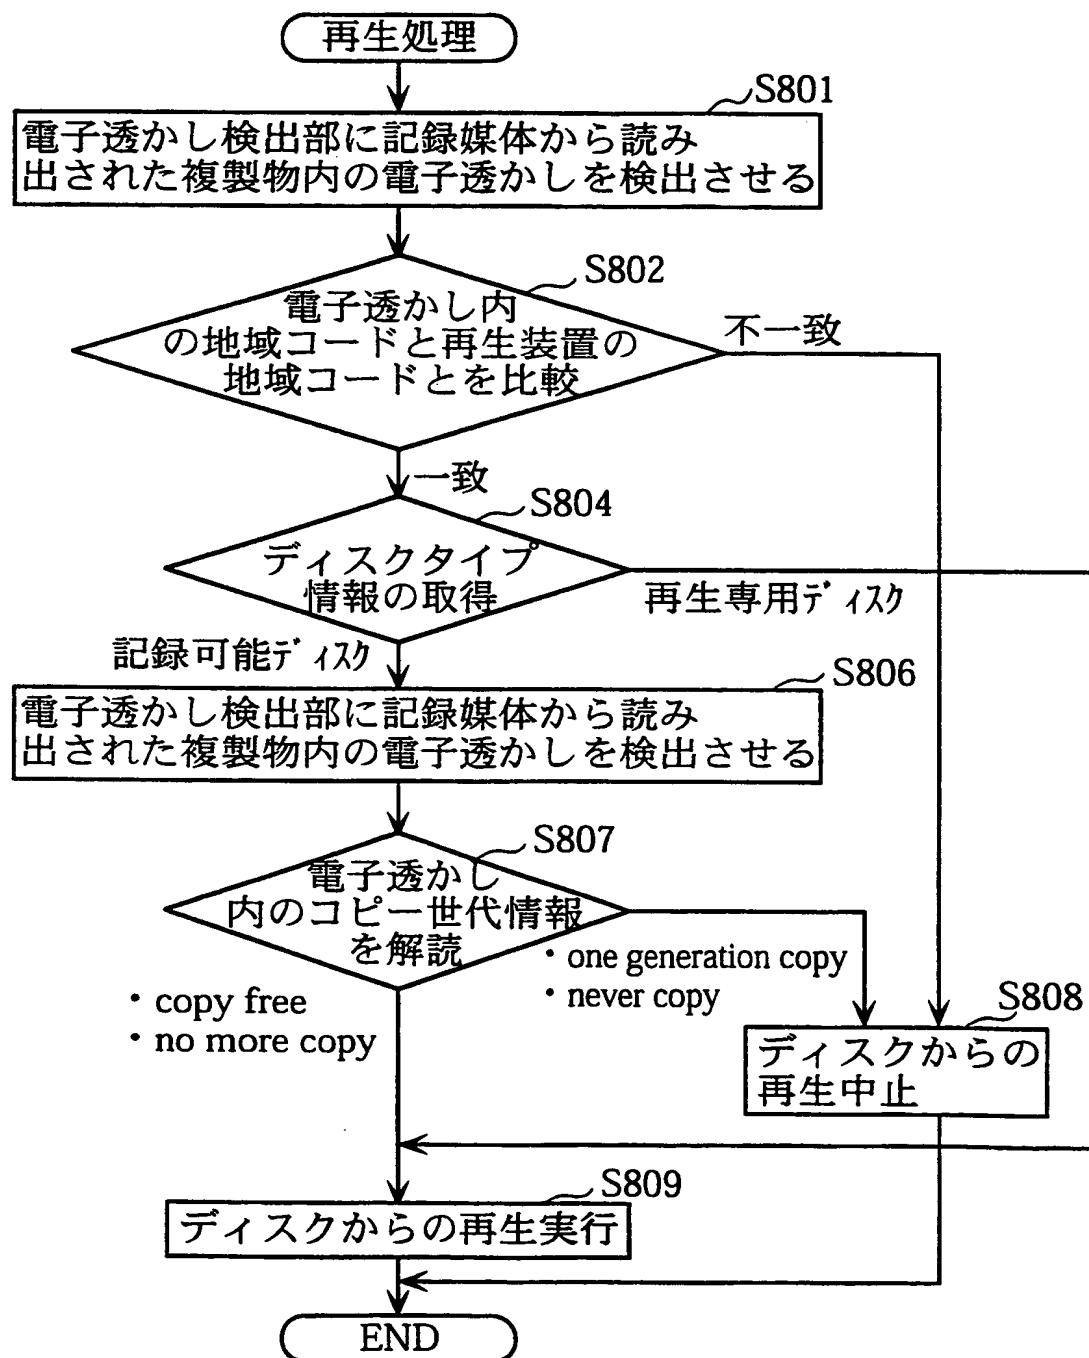 再生処理
S801
電子透かし検出部に記録媒体から読み
出された複製物内の電子透かしを検出させる
S802
電子透かし内
の地域コードと再生装置の
地域コードとを比較
不一致
一致
S804
ディスクタイプ
情報の取得
再生専用ディスク
記録可能ディスク
S806
電子透かし検出部に記録媒体から読み
出された複製物内の電子透かしを検出させる
S807
電子透かし
内のコピー世代情報
を解読
・one generation copy
・never copy
・copy free
・no more copy
S808
ディスクからの
再生中止
S809
ディスクからの再生実行
END